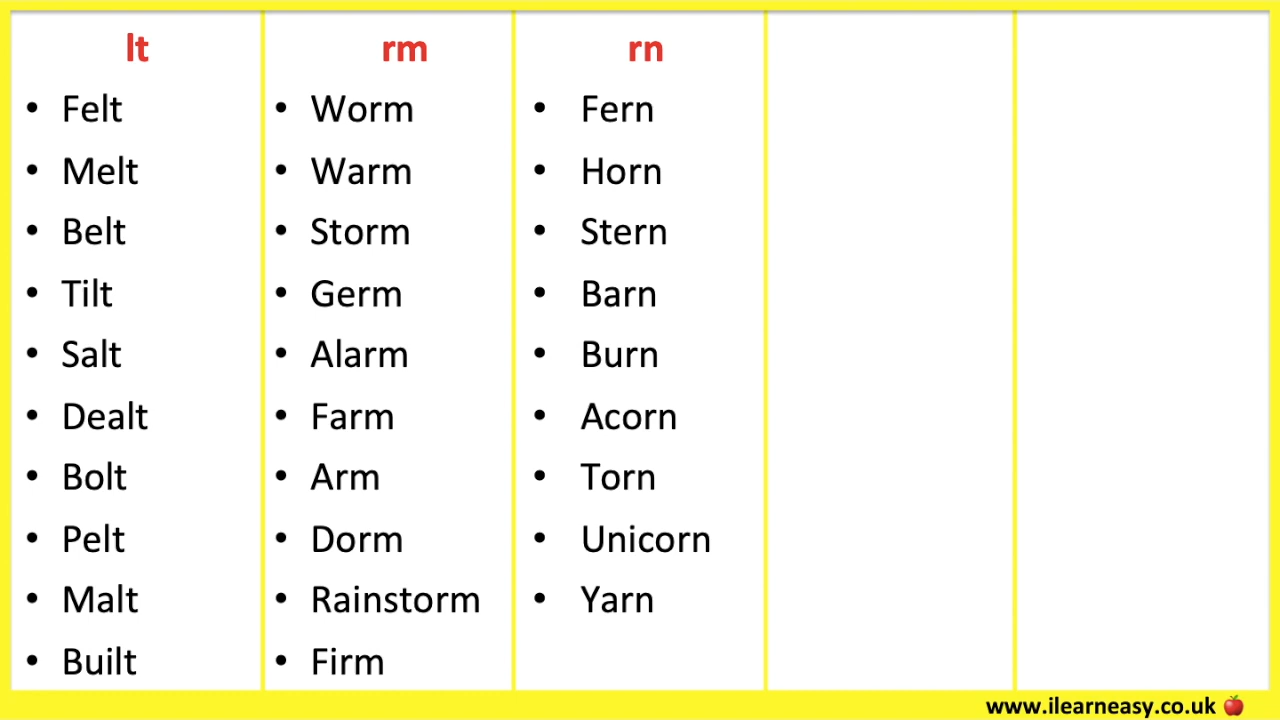 lt
• Felt
• Melt
• Belt
• Tilt
• Salt
• Dealt
• Bolt
• Pelt
• Malt
• Built
rm
• Worm
• Warm
• Storm
• Germ
• Alarm
• Farm
• Arm
• Dorm
• Rainstorm
• Firm
rn
• Fern
• Horn
• Stern
• Barn
• Burn
• Acorn
• Torn
• Unicorn
• Yarn
www.ilearneasy.co.uk